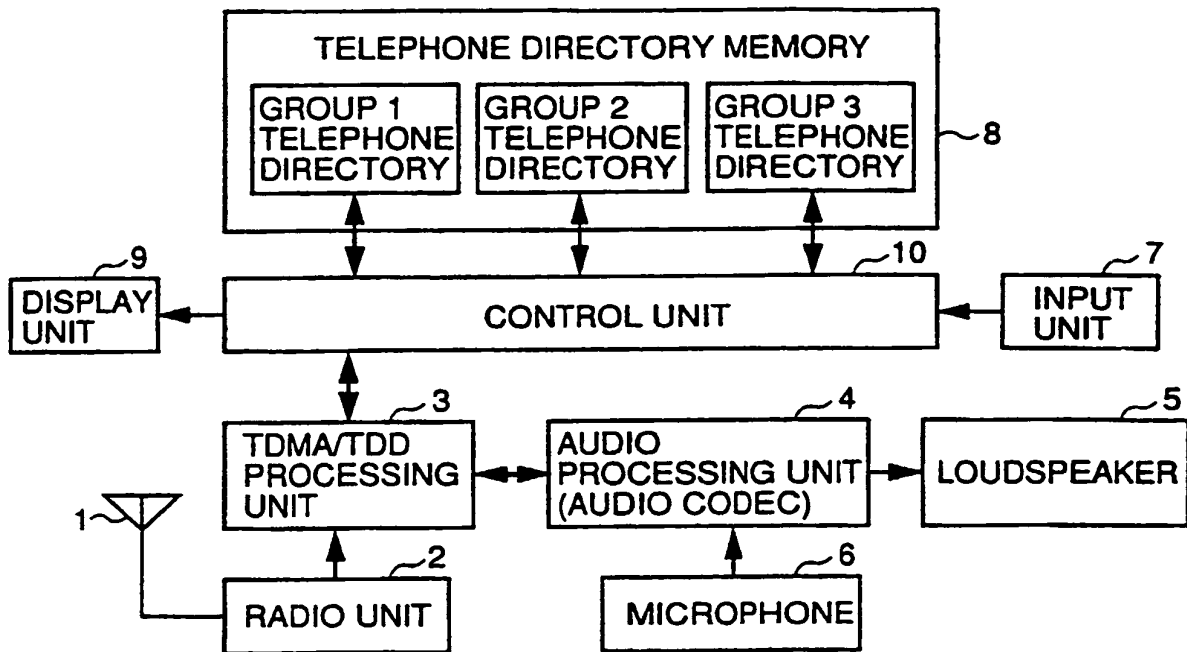 TELEPHONE DIRECTORY MEMORY
GROUP 1
TELEPHONE
DIRECTORY
GROUP 2
TELEPHONE
DIRECTORY
GROUP 3
TELEPHONE
DIRECTORY
8
9
DISPLAY
UNIT
10
CONTROL UNIT
7
INPUT
UNIT
3
TDMA/TDD
PROCESSING
UNIT
4
AUDIO
PROCESSING UNIT
(AUDIO CODEC)
5
LOUDSPEAKER
1
2
RADIO UNIT
6
MICROPHONE